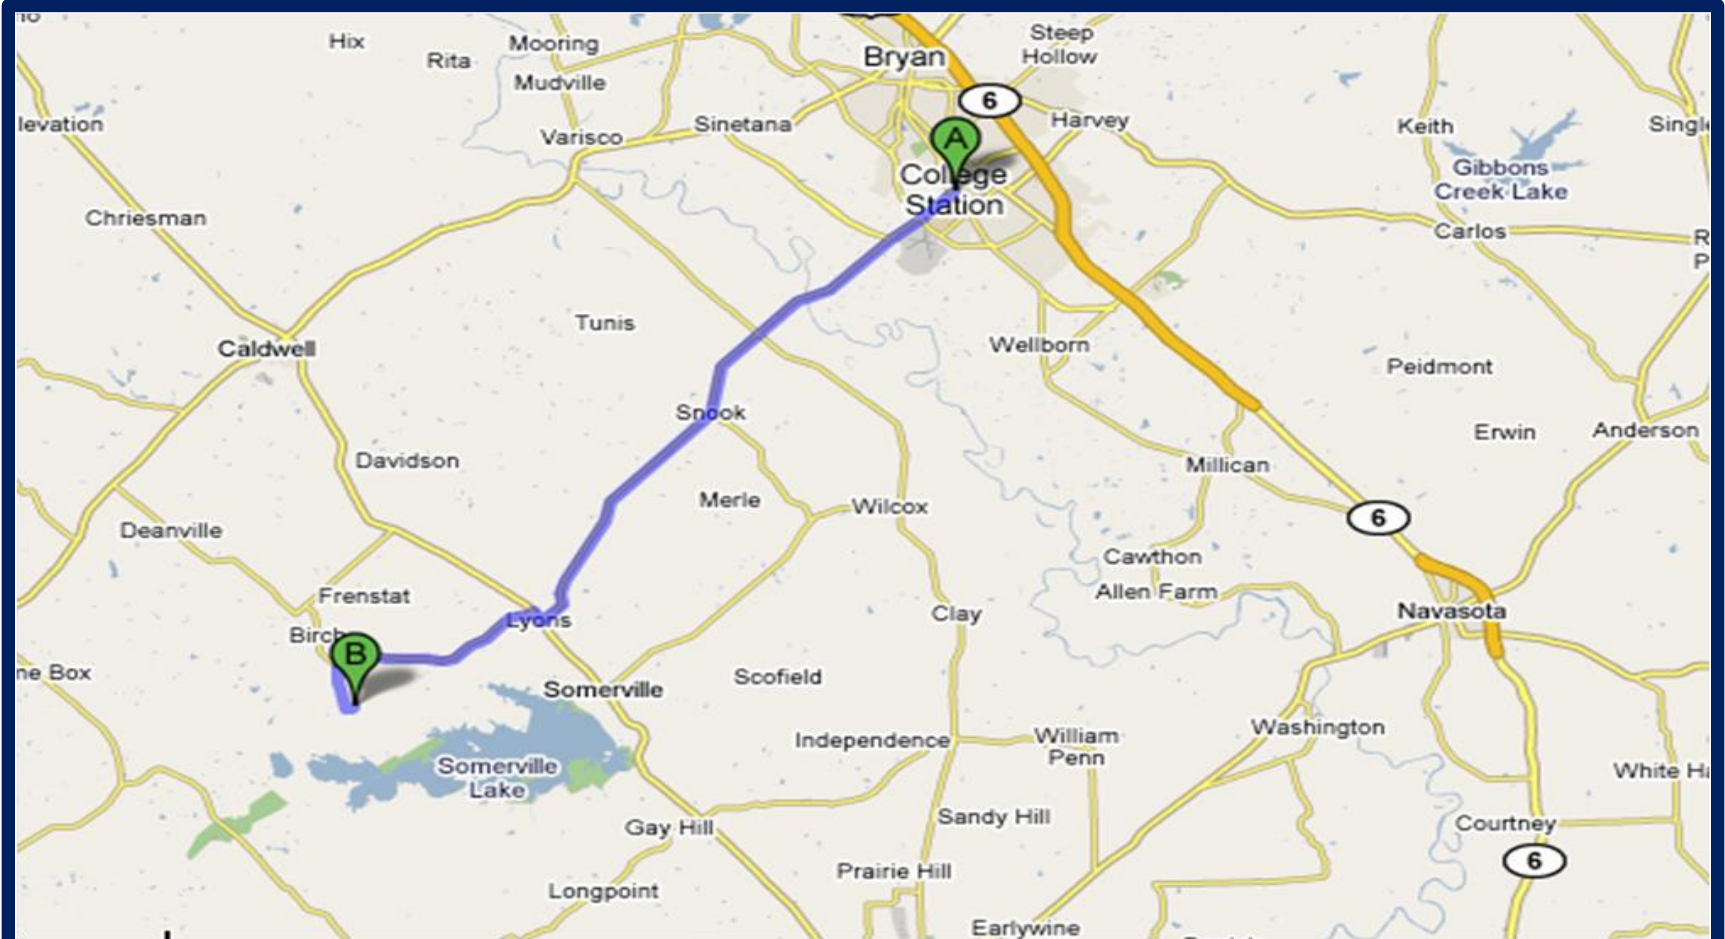 Hix
Rita
Mooring
Mudville
Bryan
Steep
Hollow
6
levation
Varisco
Sinetana
A
Harvey
Keith
Singl
Gibbons
Creek Lake
College
Station
Chriesman
Carlos
R
P
Tunis
Caldwell
Wellborn
Peidmont
Snook
Erwin
Anderson
Davidson
Millican
Merle
Wilcox
6
Deanville
Cawthon
Allen Farm
Frenstat
Navasota
Lyons
Clay
Birch
B
ne Box
Scofield
Somerville
Washington
Independence
William
Penn
Somerville
Lake
White Ha
Sandy Hill
Gay Hill
Courtney
6
Prairie Hill
Longpoint
Earlywine